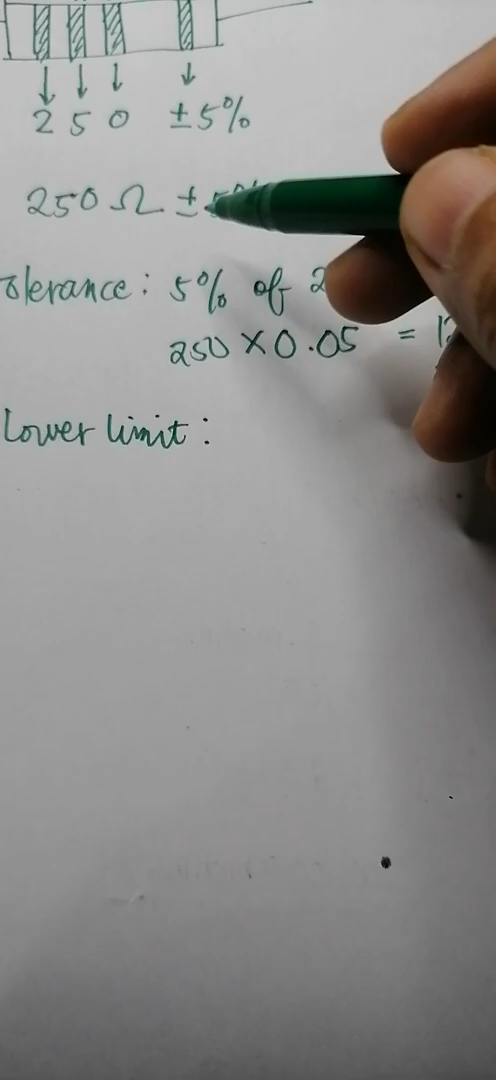 2 5 0 ±5%
250 Ω ±
olerance: 5% of
250 × 0.05 =
Lower limit: